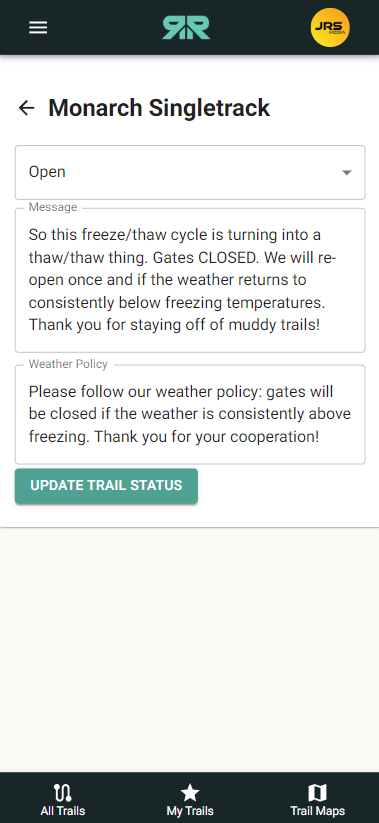 JRS
MEDIA
Monarch Singletrack
Open
Message
So this freeze/thaw cycle is turning into a
thaw/thaw thing. Gates CLOSED. We will re-
open once and if the weather returns to
consistently below freezing temperatures.
Thank you for staying off of muddy trails!
Weather Policy
Please follow our weather policy: gates will
be closed if the weather is consistently above
freezing. Thank you for your cooperation!
UPDATE TRAIL STATUS
All Trails
My Trails
Trail Maps